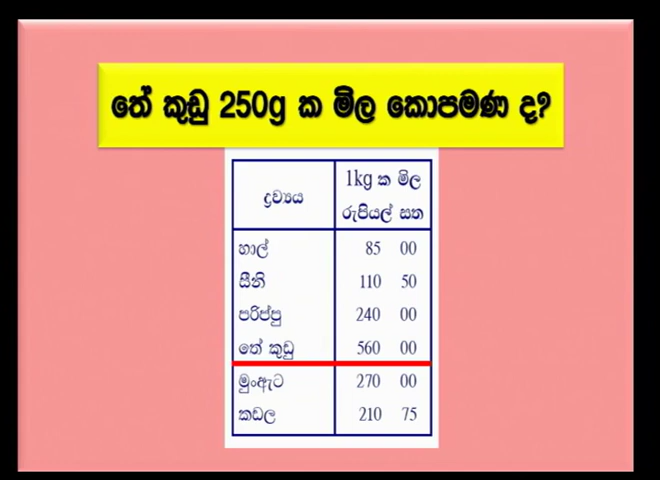 තේ කුඩු 250g ක මිල කොපමණ ද?
ද්‍රව්‍යය
1kg ක මිල
රුපියල් සත
හාල් 85 00
සීනි 110 50
පරිප්පු 240 00
තේ කුඩු 560 00
මුංඇට 270 00
කඩල 210 75